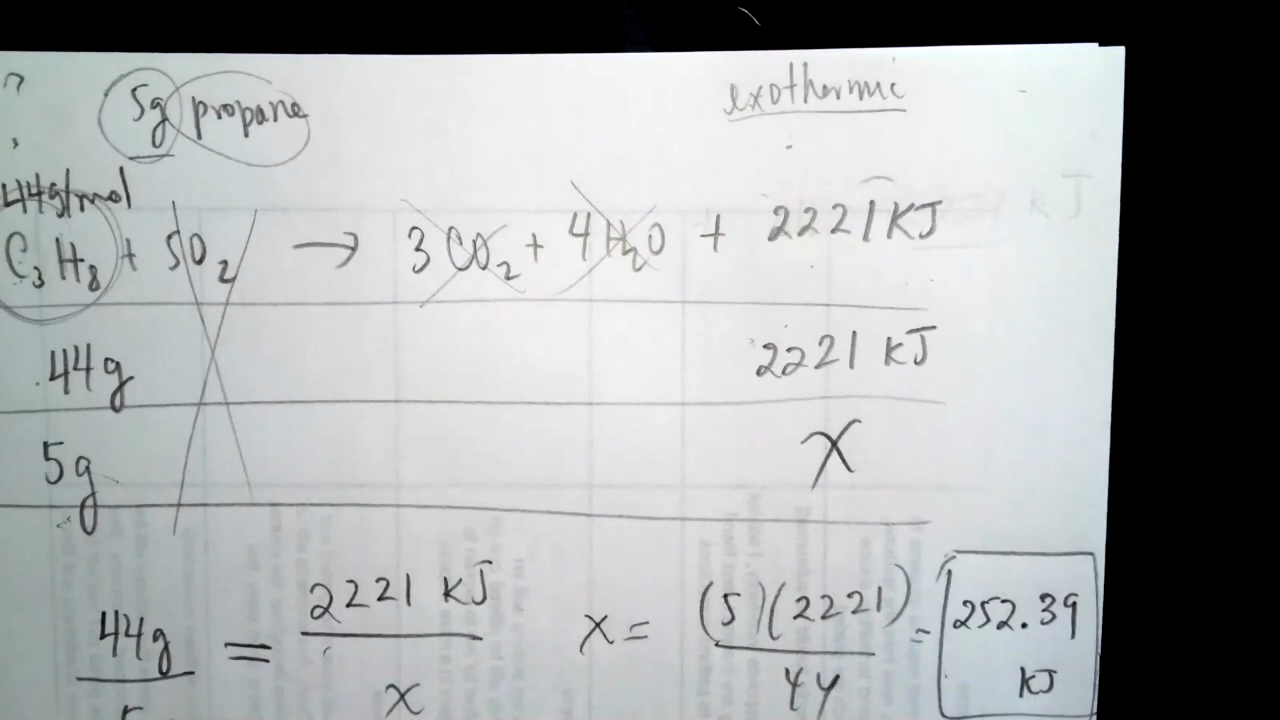 ?
5g propane
exothermic
44g/mol
C3H8 + 5O2 → 3CO2 + 4H2O + 2221 KJ
44g 2221 KJ
5g X
44g = 2221 KJ / X
X = (5)(2221) / 44 = 252.39 KJ